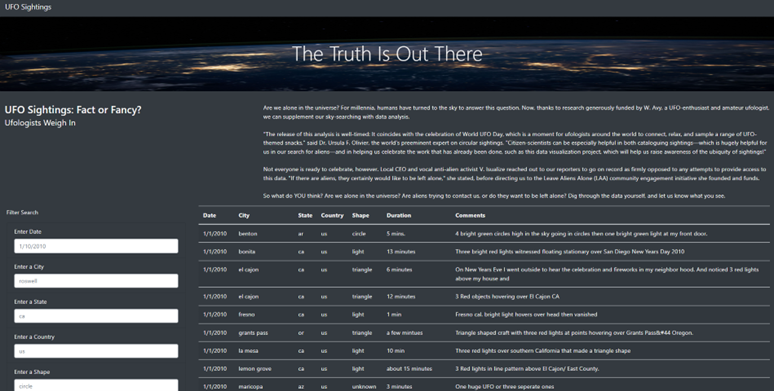 UFO Sightings
The Truth Is Out There
UFO Sightings: Fact or Fancy?
Ufologists Weigh In
Are we alone in the universe? For millennia, humans have turned to the sky to answer this question. Now, thanks to research generously funded by W. Avy, a UFO-enthusiast and amateur ufologist,
we can supplement our sky-searching with data analysis.
"The release of this analysis is well-timed: It coincides with the celebration of World UFO Day, which is a moment for ufologists around the world to connect, relax, and sample a range of UFO-
themed snacks," said Dr. Ursula F. Olivier, the world's preeminent expert on circular sightings. "Citizen-scientists can be especially helpful in both cataloguing sightings—which is hugely helpful for
us in our search for aliens—and in helping us celebrate the work that has already been done, such as this data visualization project, which will help us raise awareness of the ubiquity of sightings!"
Not everyone is ready to celebrate, however. Local CEO and vocal anti-alien activist V. Isualize reached out to our reporters to go on record as firmly opposed to any attempts to provide access to
this data. "If there are aliens, they certainly would like to be left alone," she stated, before directing us to the Leave Aliens Alone (LAA) community engagement initiative she founded and funds.
So what do YOU think? Are we alone in the universe? Are aliens trying to contact us, or do they want to be left alone? Dig through the data yourself, and let us know what you see.
Filter Search
Enter Date
1/10/2010
Enter a City
roswell
Enter a State
ca
Enter a Country
us
Enter a Shape
circle
Date City State Country Shape Duration Comments
1/1/2010 benton ar us circle 5 mins. 4 bright green circles high in the sky going in circles then one bright green light at my front door.
1/1/2010 bonita ca us light 13 minutes Three bright red lights witnessed floating stationary over San Diego New Years Day 2010
1/1/2010 el cajon ca us triangle 6 minutes On New Years Eve I went outside to hear the celebration and fireworks in my neighbor hood. And noticed 3 red lights
above my house and
1/1/2010 el cajon ca us triangle 12 minutes 3 Red objects hovering over El Cajon CA
1/1/2010 fresno ca us light 1 min Fresno cal. bright light hovers over head then vanished
1/1/2010 grants pass or us triangle a few mintues Triangle shaped craft with three red lights at points hovering over Grants Pass&#44 Oregon.
1/1/2010 la mesa ca us light 10 min Three red lights over southern California that made a triangle shape
1/1/2010 lemon grove ca us light about 15 minutes 3 Red lights in line pattern above El Cajon/ East County.
1/1/2010 maricopa az us unknown 3 minutes One huge UFO or three seperate ones